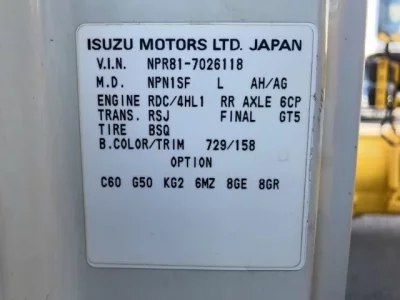 ISUZU MOTORS LTD. JAPAN
V.I.N. NPR81-7026118
M.D. NPN1SF L AH/AG
ENGINE RDC/4HL1 RR AXLE 6CP
TRANS. RSJ FINAL GT5
TIRE BSQ
B.COLOR/TRIM 729/158
OPTION
C60 G50 KG2 6MZ 8GE 8GR